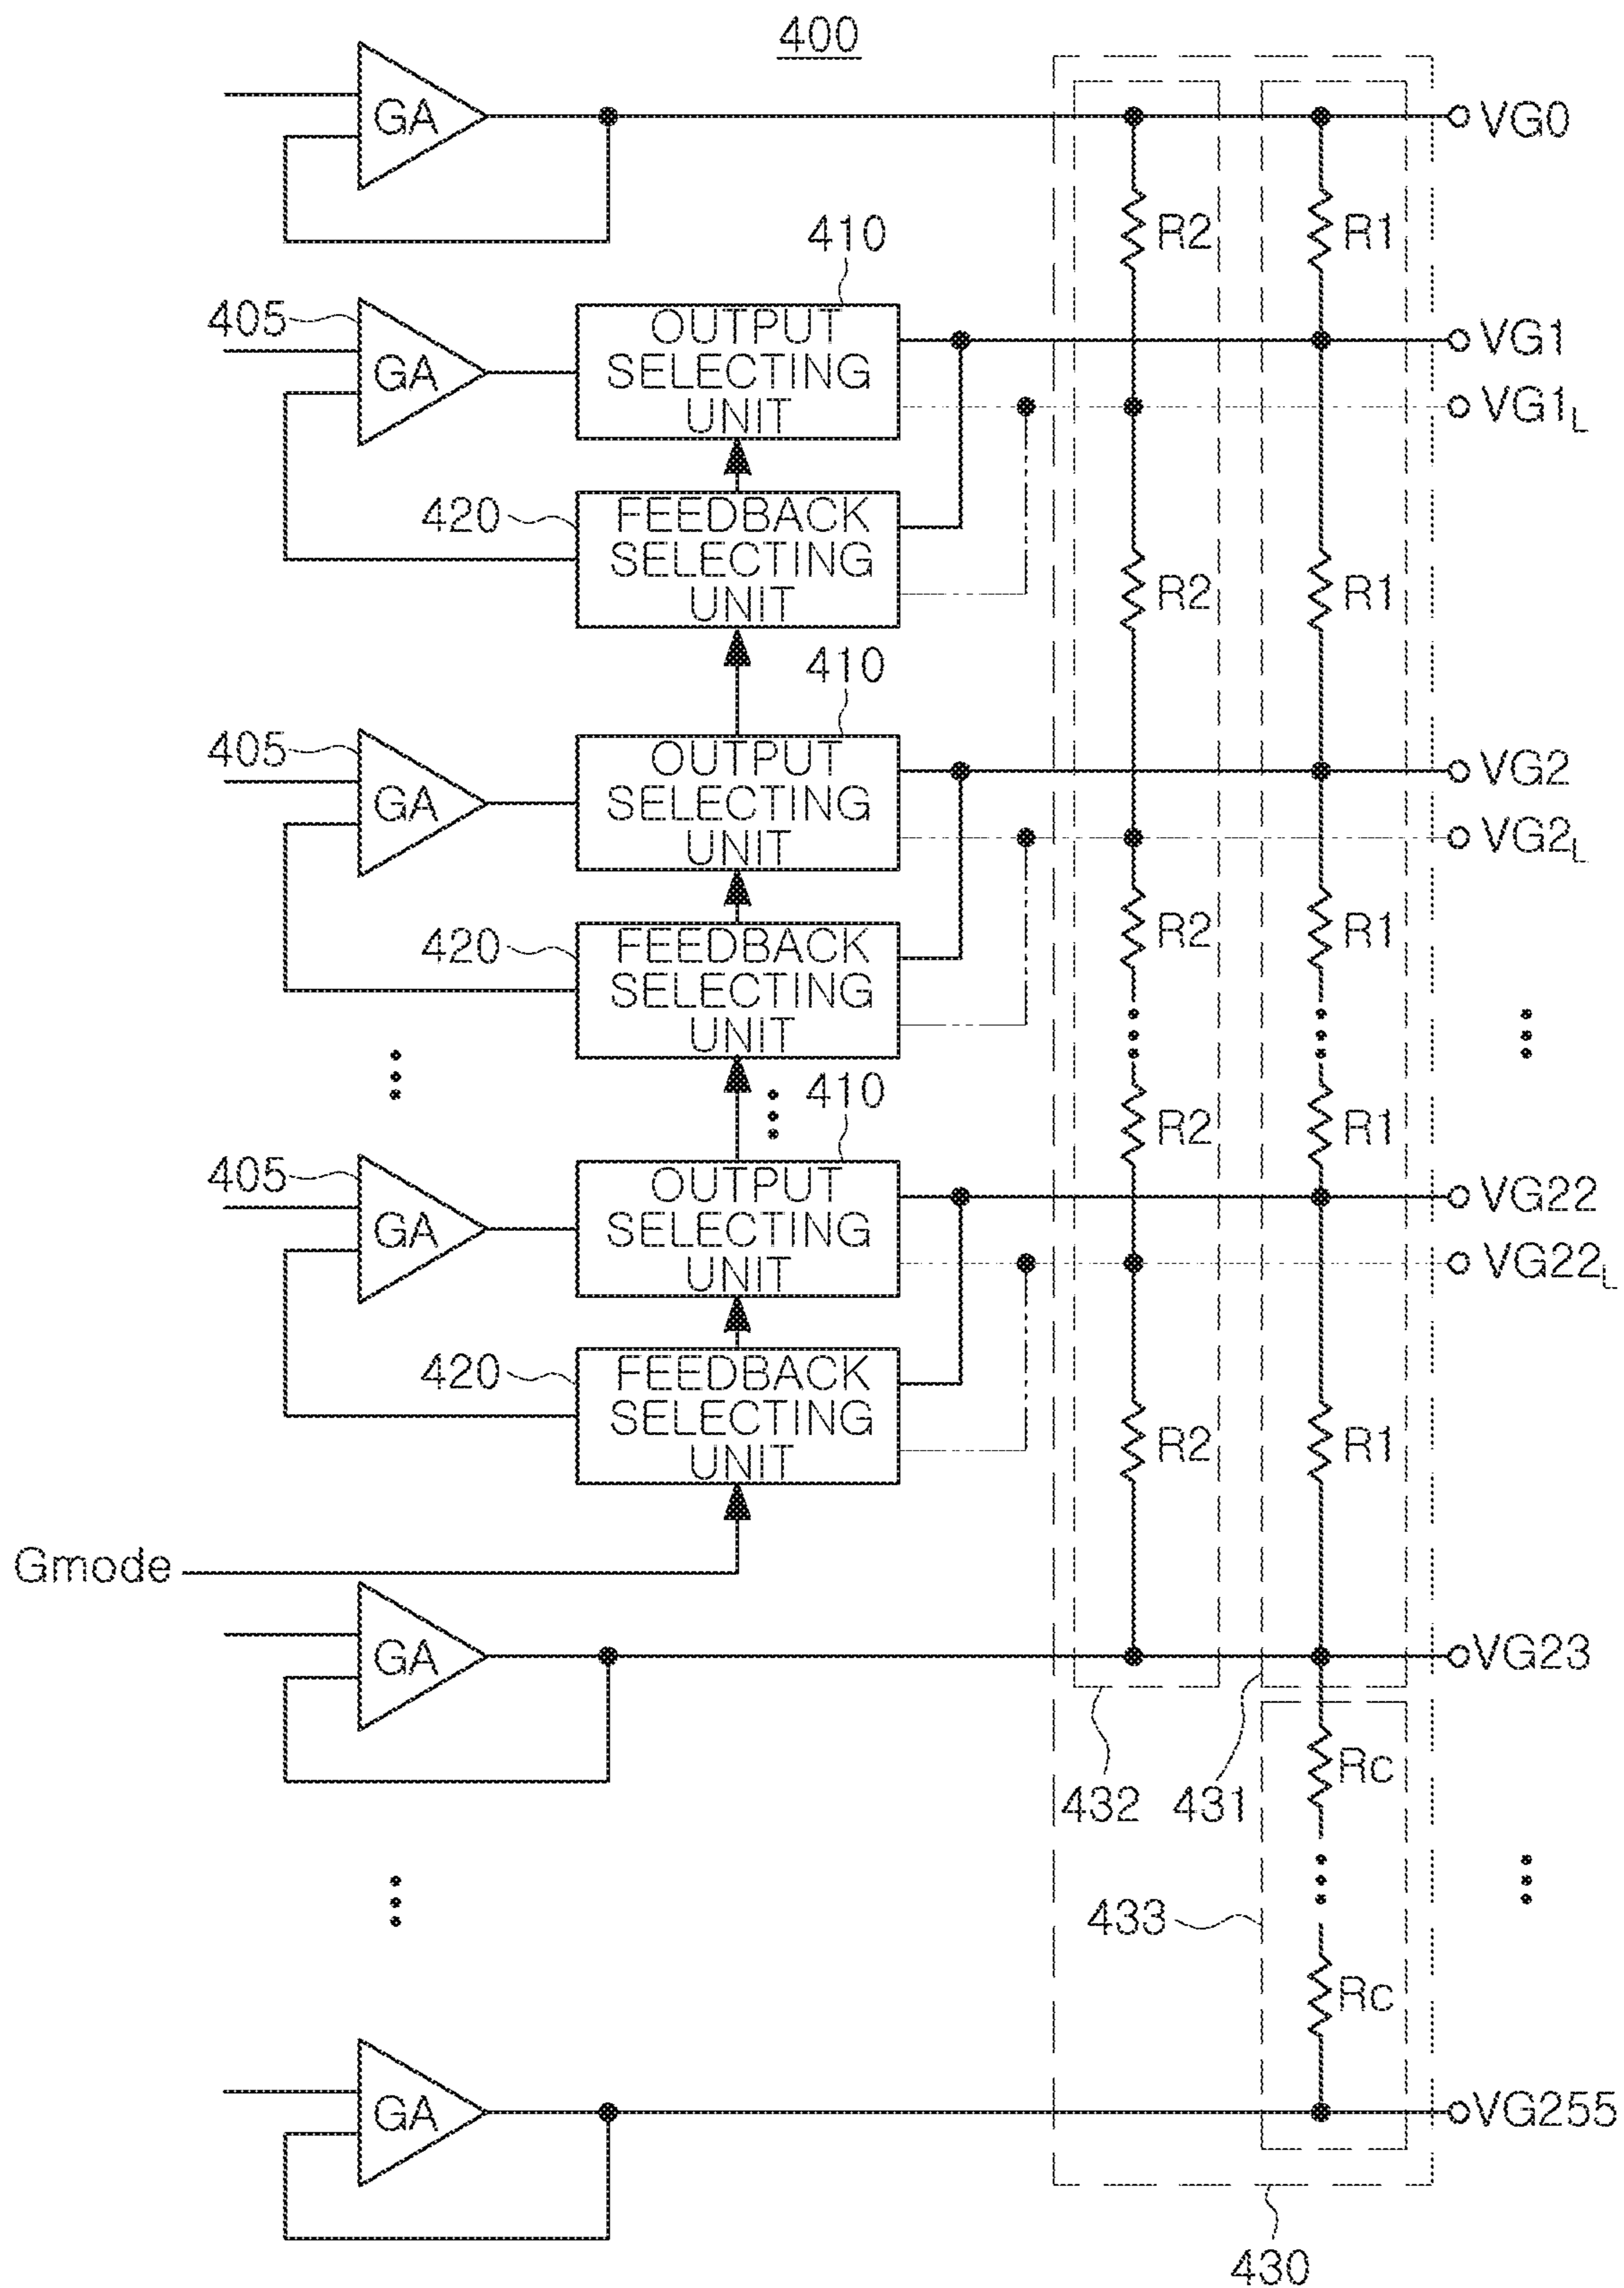 400
GA
VG0
R2
R1
410
405
GA
OUTPUT
SELECTING
UNIT
VG1
VG1L
420
FEEDBACK
SELECTING
UNIT
R2
R1
410
405
GA
OUTPUT
SELECTING
UNIT
VG2
VG2L
420
FEEDBACK
SELECTING
UNIT
R2
R1
410
R2
R1
405
GA
OUTPUT
SELECTING
UNIT
VG22
VG22L
420
FEEDBACK
SELECTING
UNIT
R2
R1
Gmode
GA
VG23
432
431
Rc
433
Rc
GA
VG255
430